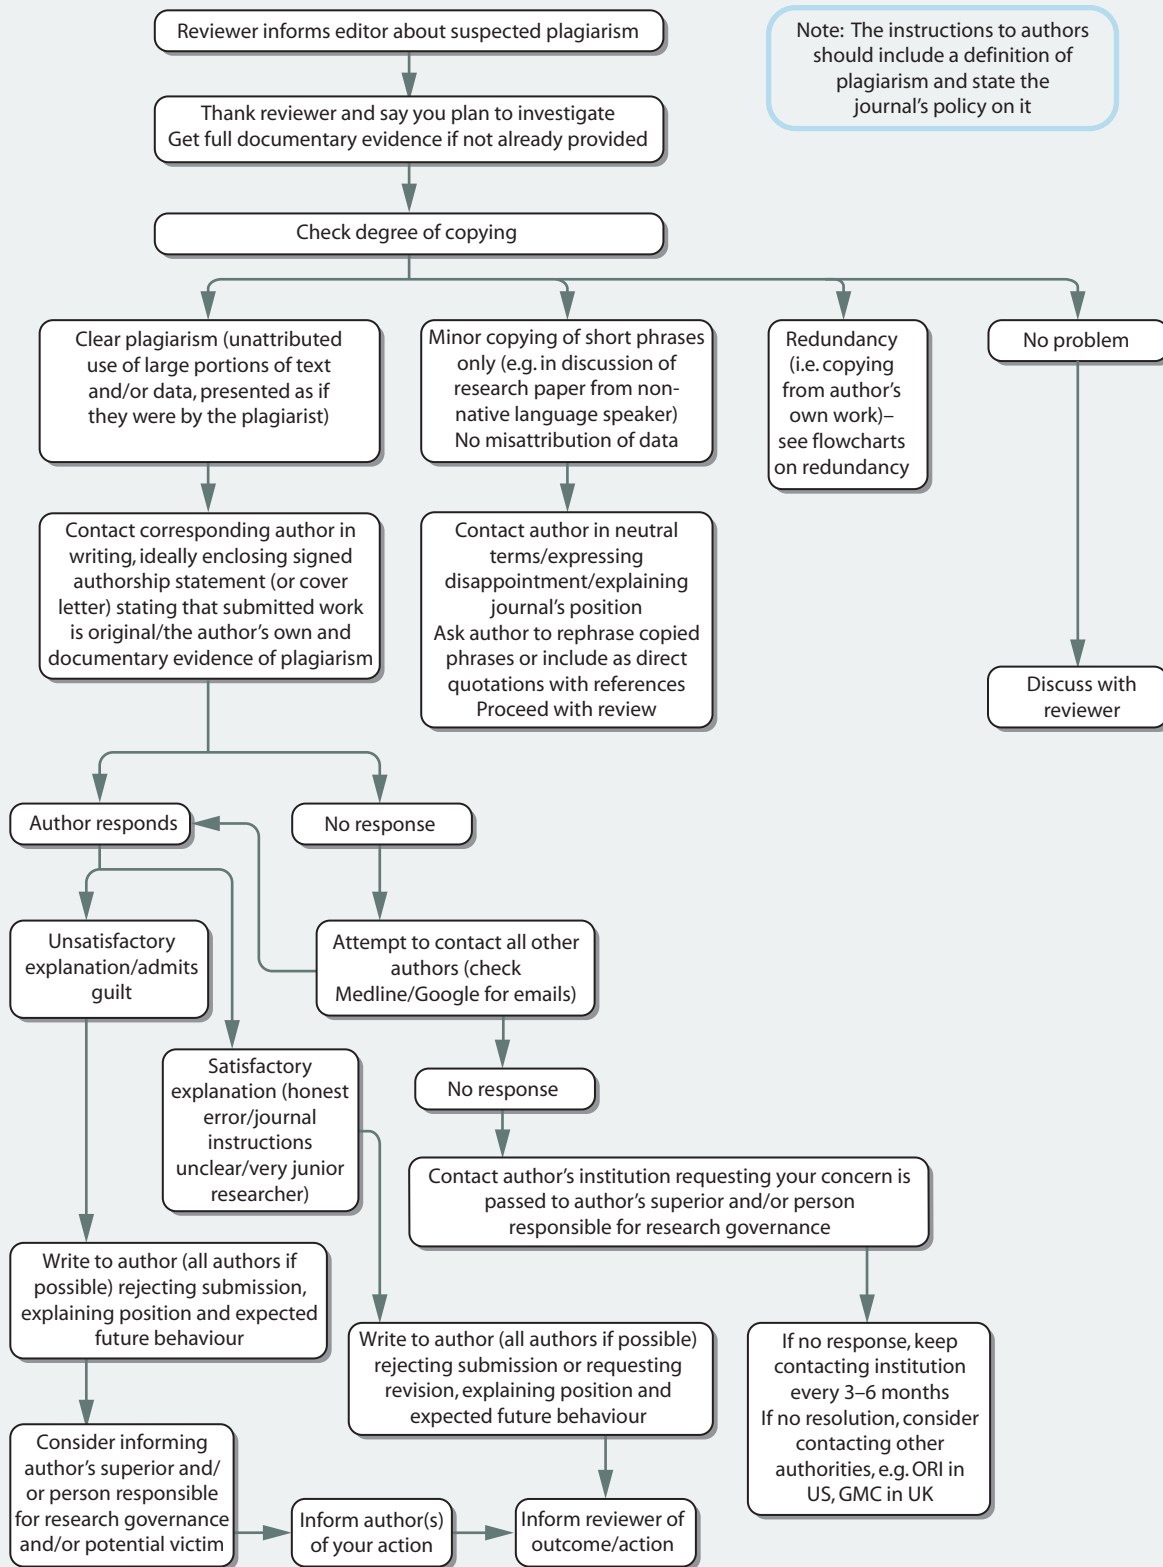 Reviewer informs editor about suspected plagiarism
Note: The instructions to authors
should include a definition of
plagiarism and state the
journal’s policy on it
Thank reviewer and say you plan to investigate
Get full documentary evidence if not already provided
Check degree of copying
Clear plagiarism (unattributed
use of large portions of text
and/or data, presented as if
they were by the plagiarist)
Minor copying of short phrases
only (e.g. in discussion of
research paper from non-
native language speaker)
No misattribution of data
Redundancy
(i.e. copying
from author’s
own work)–
see flowcharts
on redundancy
No problem
Contact corresponding author in
writing, ideally enclosing signed
authorship statement (or cover
letter) stating that submitted work
is original/the author’s own and
documentary evidence of plagiarism
Contact author in neutral
terms/expressing
disappointment/explaining
journal’s position
Ask author to rephrase copied
phrases or include as direct
quotations with references
Proceed with review
Discuss with
reviewer
Author responds
No response
Unsatisfactory
explanation/admits
guilt
Attempt to contact all other
authors (check
Medline/Google for emails)
Satisfactory
explanation (honest
error/journal
instructions
unclear/very junior
researcher)
No response
Contact author’s institution requesting your concern is
passed to author’s superior and/or person
responsible for research governance
Write to author (all authors if
possible) rejecting submission,
explaining position and expected
future behaviour
Write to author (all authors if possible)
rejecting submission or requesting
revision, explaining position and
expected future behaviour
If no response, keep
contacting institution
every 3–6 months
If no resolution, consider
contacting other
authorities, e.g. ORI in
US, GMC in UK
Consider informing
author’s superior and/
or person responsible
for research governance
and/or potential victim
Inform author(s)
of your action
Inform reviewer of
outcome/action